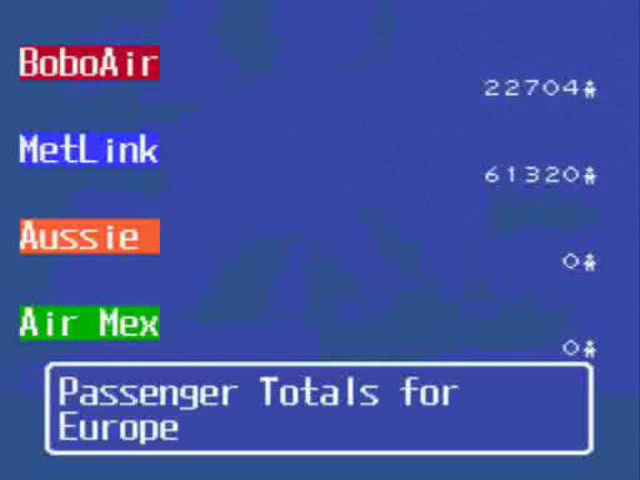 BoboAir
22704
MetLink
61320
Aussie
0
Air Mex
0
Passenger Totals for
Europe